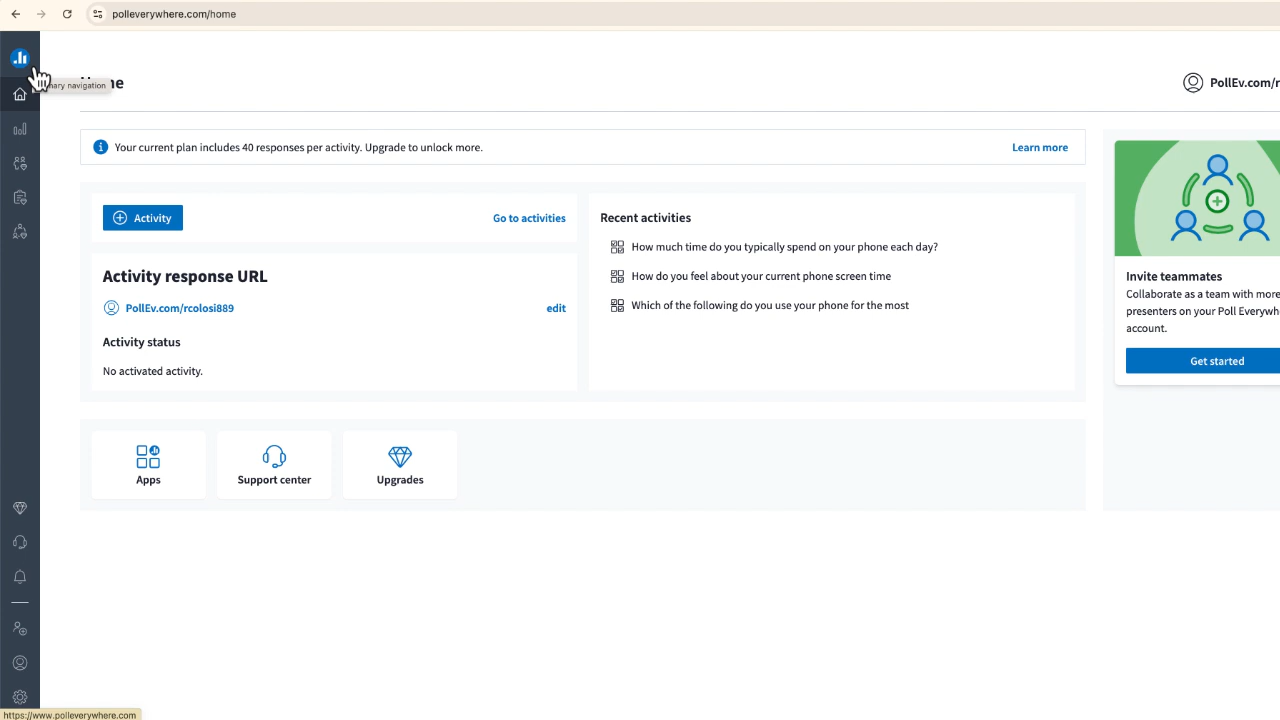 polleverywhere.com/home
PollEv.com/r
navigation
Your current plan includes 40 responses per activity. Upgrade to unlock more.
Learn more
Activity
Go to activities
Activity response URL
PollEv.com/rcolosi889
edit
Activity status
No activated activity.
Recent activities
How much time do you typically spend on your phone each day?
How do you feel about your current phone screen time
Which of the following do you use your phone for the most
Invite teammates
Collaborate as a team with more
presenters on your Poll Everywh
account.
Get started
Apps
Support center
Upgrades
https://www.polleverywhere.com